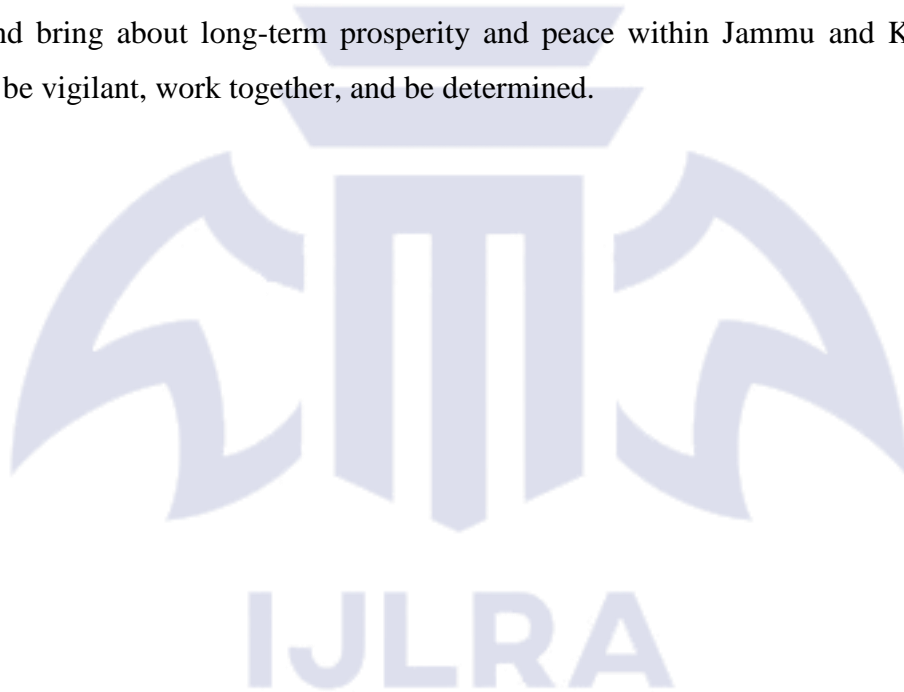 nd bring about long-term prosperity and peace within Jammu and K
be vigilant, work together, and be determined.
IJLRA